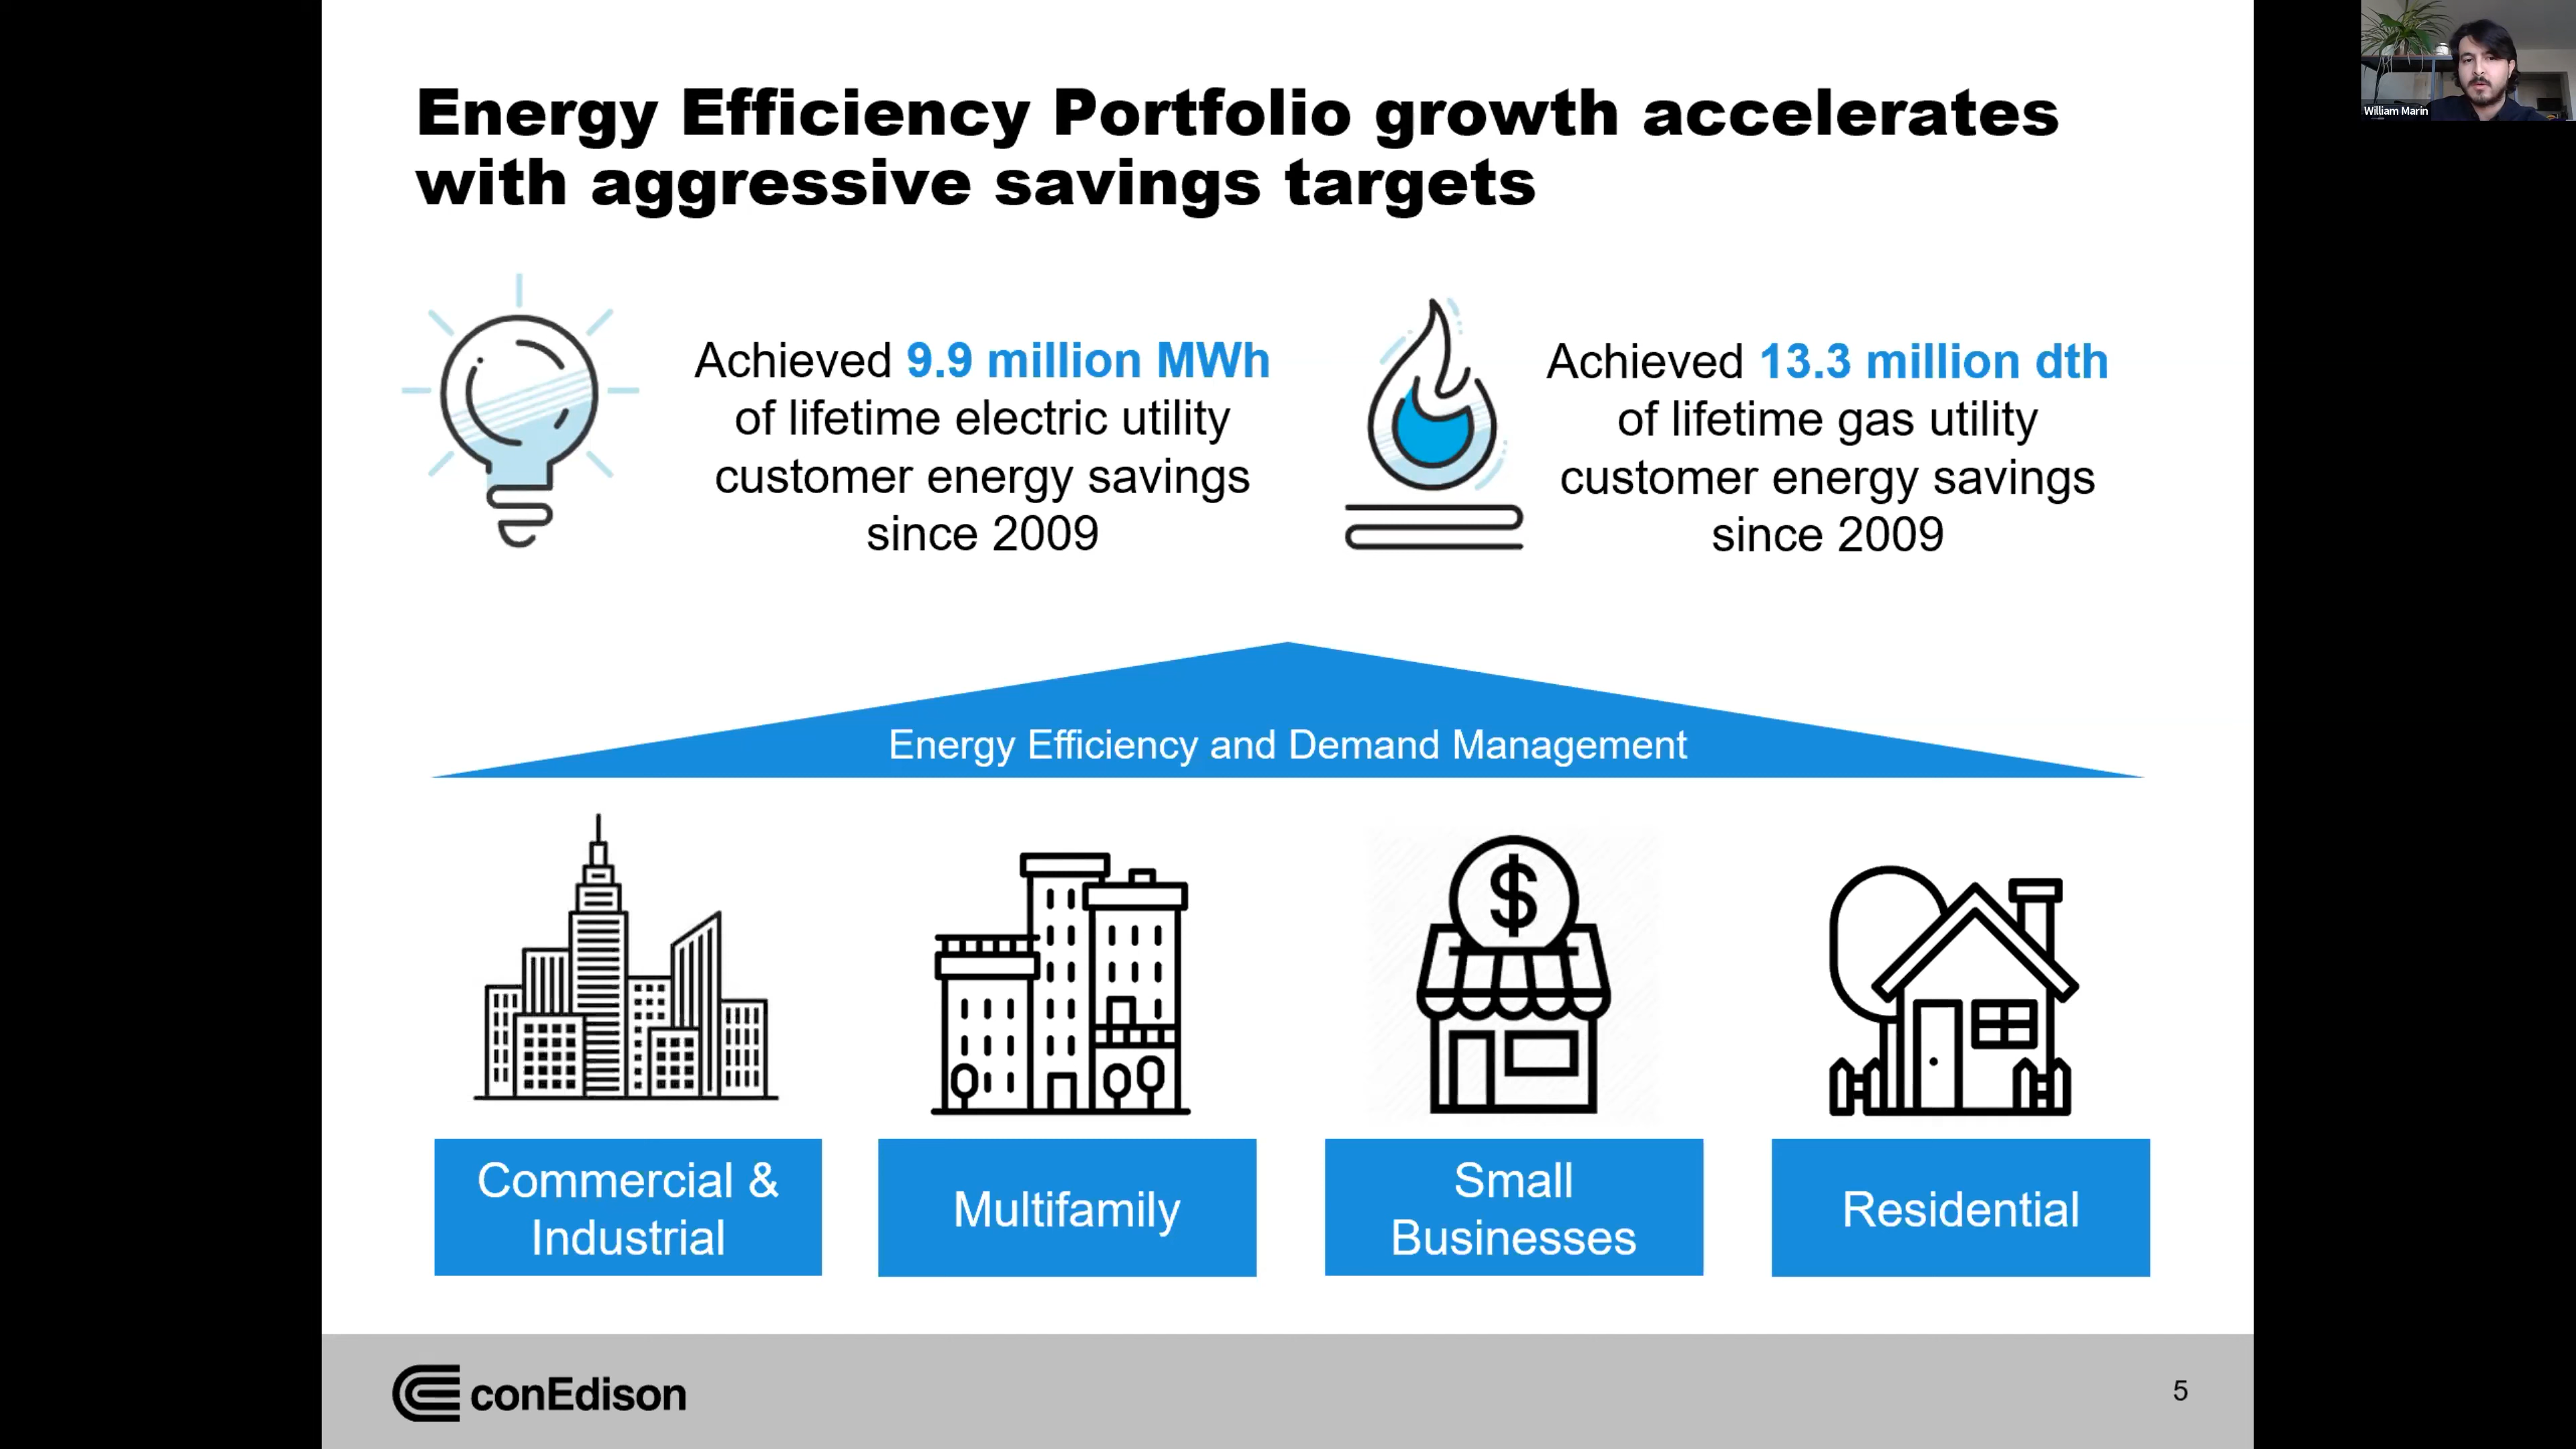 Energy Efficiency Portfolio growth accelerates
with aggressive savings targets
William Marin
Achieved 9.9 million MWh
of lifetime electric utility
customer energy savings
since 2009
Achieved 13.3 million dth
of lifetime gas utility
customer energy savings
since 2009
Energy Efficiency and Demand Management
$
Commercial &
Industrial
Multifamily
Small
Businesses
Residential
conEdison
5